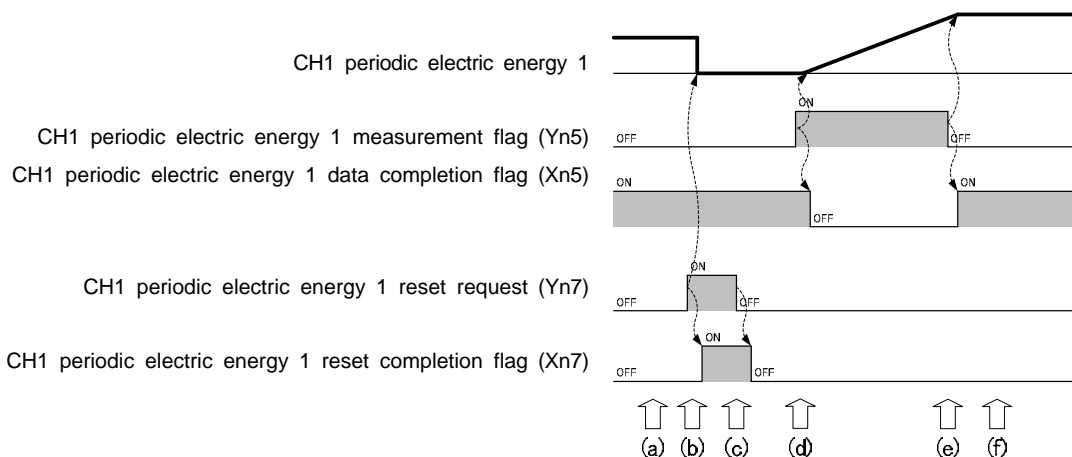 CH1 periodic electric energy 1
CH1 periodic electric energy 1 measurement flag (Yn5)
OFF
ON
OFF
CH1 periodic electric energy 1 data completion flag (Xn5)
ON
OFF
ON
CH1 periodic electric energy 1 reset request (Yn7)
OFF
ON
OFF
CH1 periodic electric energy 1 reset completion flag (Xn7)
OFF
ON
OFF
(a) (b) (c) (d) (e) (f)